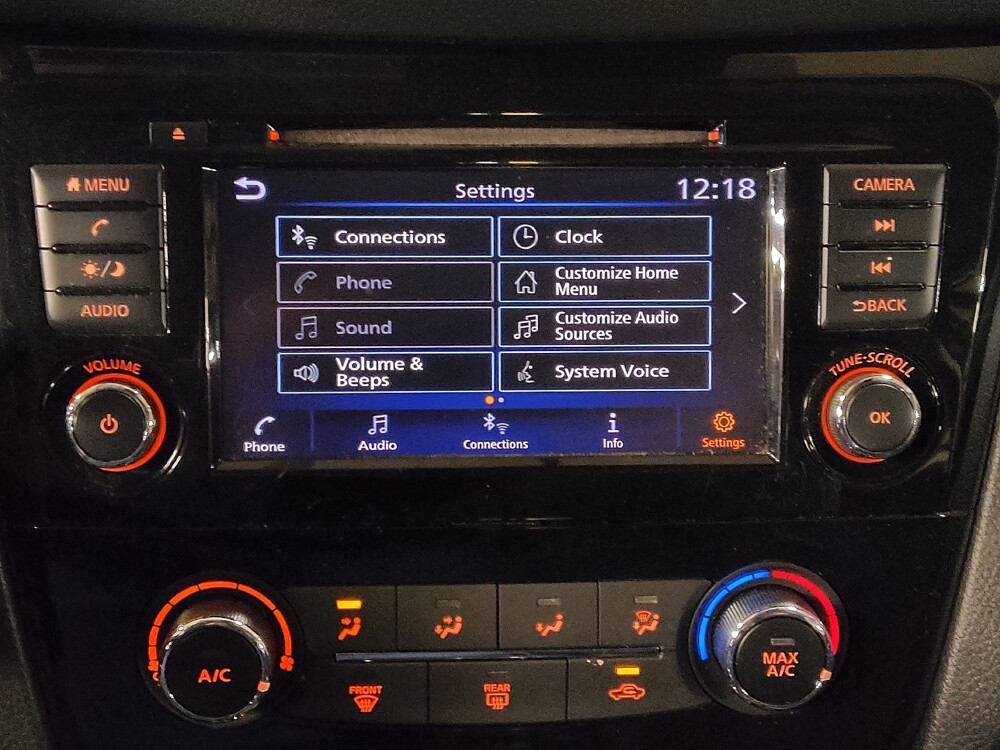 MENU
CAMERA
Settings
12:18
Connections
Clock
Phone
Customize Home
Menu
Sound
Customize Audio
Sources
Volume &
Beeps
System Voice
AUDIO
BACK
VOLUME
TUNE·SCROLL
OK
Phone
Audio
Connections
Info
Settings
A/C
MAX
A/C
FRONT
REAR